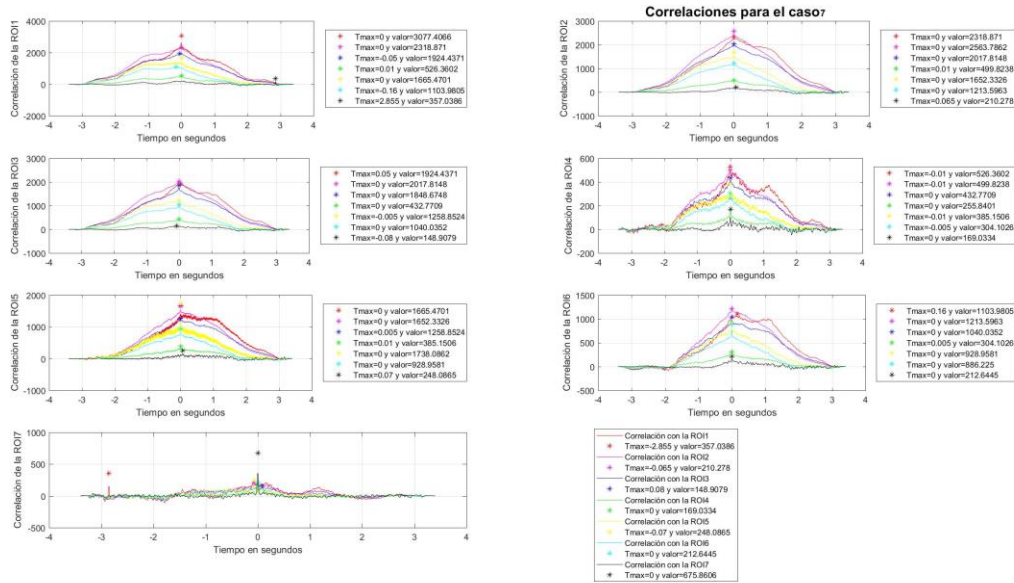 Correlaciones para el caso7
Correlación de la ROI1
4000
2000
0
-2000
-4 -3 -2 -1 0 1 2 3 4
Tiempo en segundos
Tmax=0 y valor=3077.4066
Tmax=0 y valor=2318.871
Tmax=-0.05 y valor=1924.4371
Tmax=0.01 y valor=526.3602
Tmax=0 y valor=1665.4701
Tmax=-0.16 y valor=1103.9805
Tmax=2.855 y valor=357.0386
Correlación de la ROI2
3000
2000
1000
0
-1000
-4 -3 -2 -1 0 1 2 3 4
Tiempo en segundos
Tmax=0 y valor=2318.871
Tmax=0 y valor=2563.7862
Tmax=0 y valor=2017.8148
Tmax=0.01 y valor=499.8238
Tmax=0 y valor=1652.3326
Tmax=0 y valor=1213.5963
Tmax=0.065 y valor=210.278
Correlación de la ROI3
3000
2000
1000
0
-1000
-4 -3 -2 -1 0 1 2 3 4
Tiempo en segundos
Tmax=0.05 y valor=1924.4371
Tmax=0 y valor=2017.8148
Tmax=0 y valor=1848.6748
Tmax=0 y valor=432.7709
Tmax=-0.005 y valor=1258.8524
Tmax=0 y valor=1040.0352
Tmax=-0.08 y valor=148.9079
Correlación de la ROI4
600
400
200
0
-200
-4 -3 -2 -1 0 1 2 3 4
Tiempo en segundos
Tmax=-0.01 y valor=526.3602
Tmax=-0.01 y valor=499.8238
Tmax=0 y valor=432.7709
Tmax=0 y valor=255.8401
Tmax=-0.01 y valor=385.1506
Tmax=-0.005 y valor=304.1026
Tmax=0 y valor=169.0334
Correlación de la ROI5
2000
1000
0
-1000
-4 -3 -2 -1 0 1 2 3 4
Tiempo en segundos
Tmax=0 y valor=1665.4701
Tmax=0 y valor=1652.3326
Tmax=0.005 y valor=1258.8524
Tmax=0.01 y valor=385.1506
Tmax=0 y valor=1738.0862
Tmax=0 y valor=928.9581
Tmax=0.07 y valor=248.0865
Correlación de la ROI6
1500
1000
500
0
-500
-4 -3 -2 -1 0 1 2 3 4
Tiempo en segundos
Tmax=0.16 y valor=1103.9805
Tmax=0 y valor=1213.5963
Tmax=0 y valor=1040.0352
Tmax=0.005 y valor=304.1026
Tmax=0 y valor=928.9581
Tmax=0 y valor=886.225
Tmax=0 y valor=212.6445
Correlación de la ROI7
1000
500
0
-500
-4 -3 -2 -1 0 1 2 3 4
Tiempo en segundos
Correlación con la ROI1
Tmax=-2.855 y valor=357.0386
Correlación con la ROI2
Tmax=-0.065 y valor=210.278
Correlación con la ROI3
Tmax=0.08 y valor=148.9079
Correlación con la ROI4
Tmax=0 y valor=169.0334
Correlación con la ROI5
Tmax=-0.07 y valor=248.0865
Correlación con la ROI6
Tmax=0 y valor=212.6445
Correlación con la ROI7
Tmax=0 y valor=675.8606